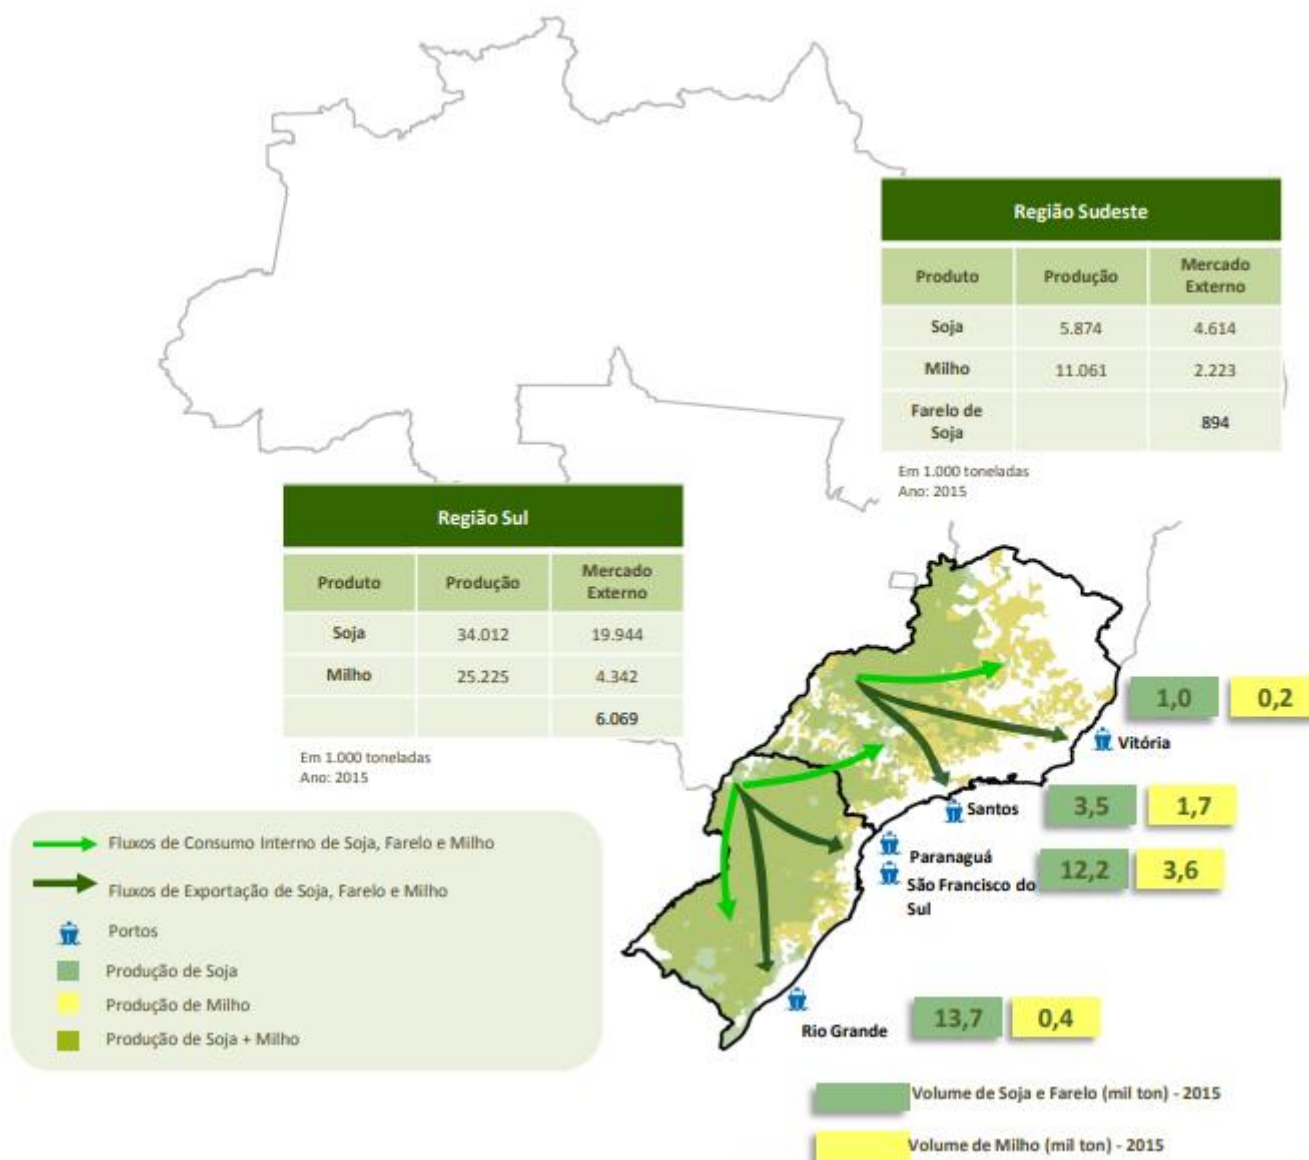 Região Sudeste
Produto Produção Mercado
Externo
Soja 5.874 4.614
Milho 11.061 2.223
Farelo de
Soja 894
Em 1.000 toneladas
Ano: 2015
Região Sul
Produto Produção Mercado
Externo
Soja 34.012 19.944
Milho 25.225 4.342
6.069
Em 1.000 toneladas
Ano: 2015
1,0 0,2
Vitória
Santos 3,5 1,7
Paranaguá
São Francisco do
Sul
12,2 3,6
Rio Grande 13,7 0,4
Fluxos de Consumo Interno de Soja, Farelo e Milho
Fluxos de Exportação de Soja, Farelo e Milho
Portos
Produção de Soja
Produção de Milho
Produção de Soja + Milho
Volume de Soja e Farelo (mil ton) - 2015
Volume de Milho (mil ton) - 2015